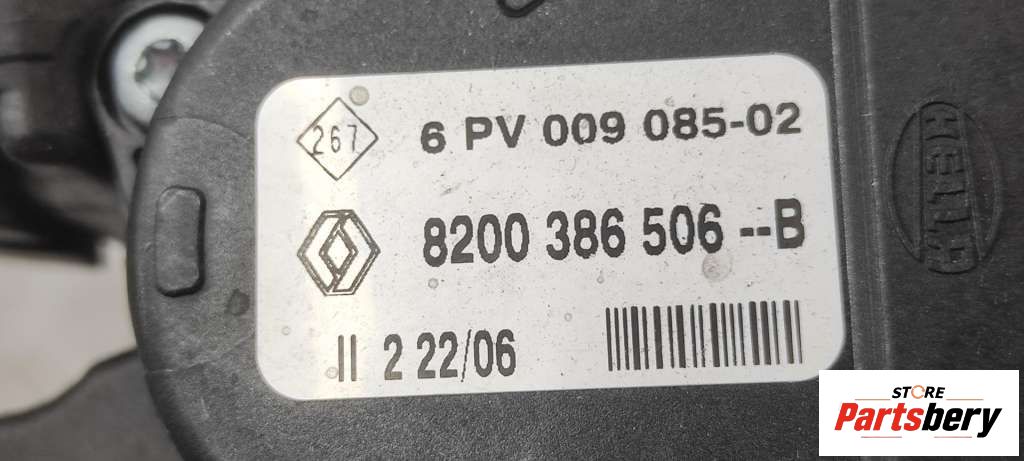 267
6 PV 009 085-02
8200 386 506 --B
II 2 22/06
HELLA
STORE
Partsbery